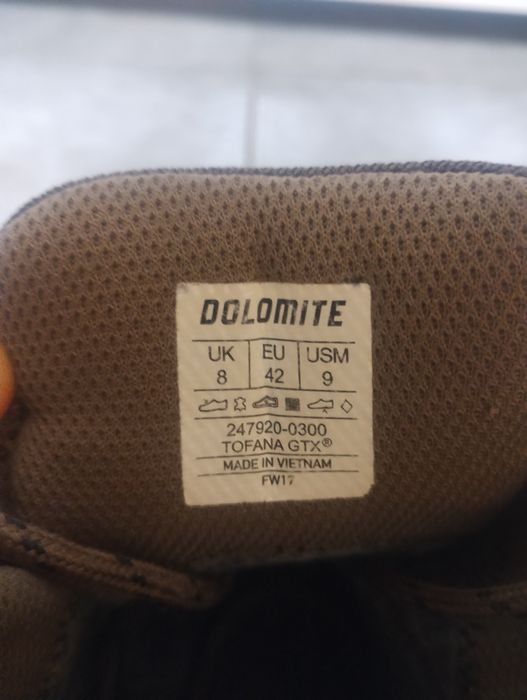 DOLOMITE
UK EU USM
8 42 9
247920-0300
TOFANA GTX®
MADE IN VIETNAM
FW17